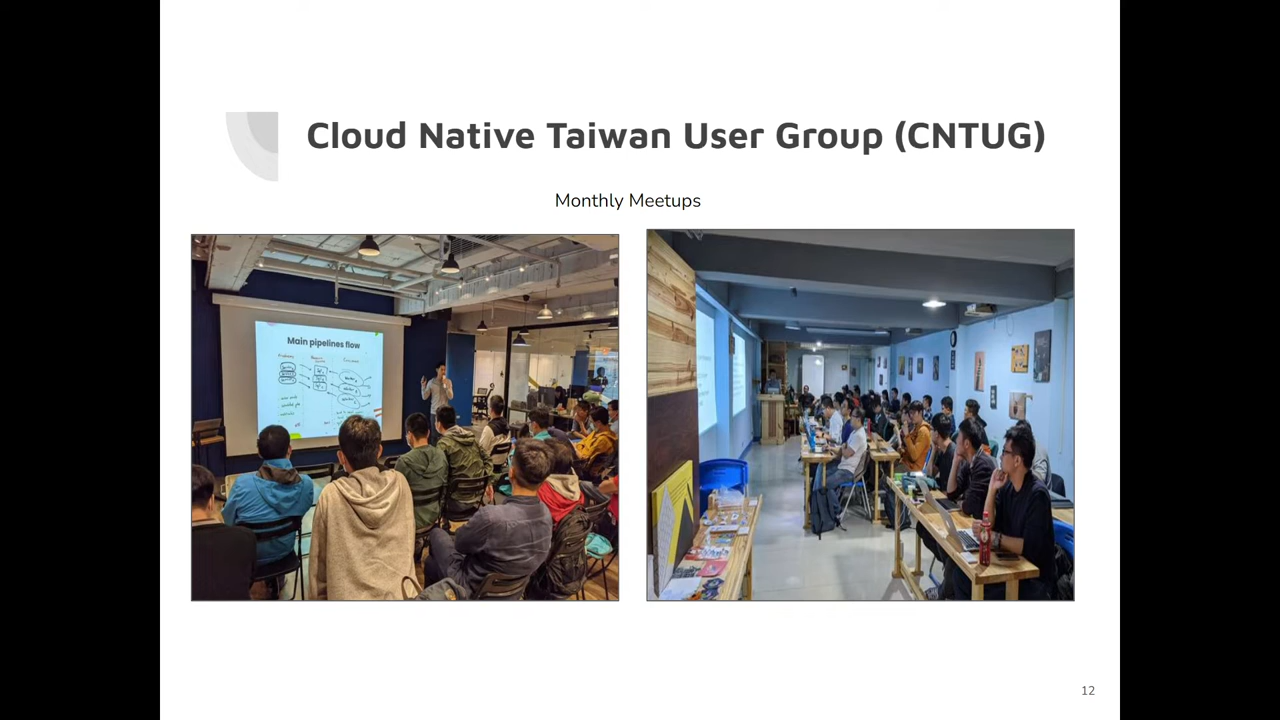 Cloud Native Taiwan User Group (CNTUG)
Monthly Meetups
Main pipelines flow
12